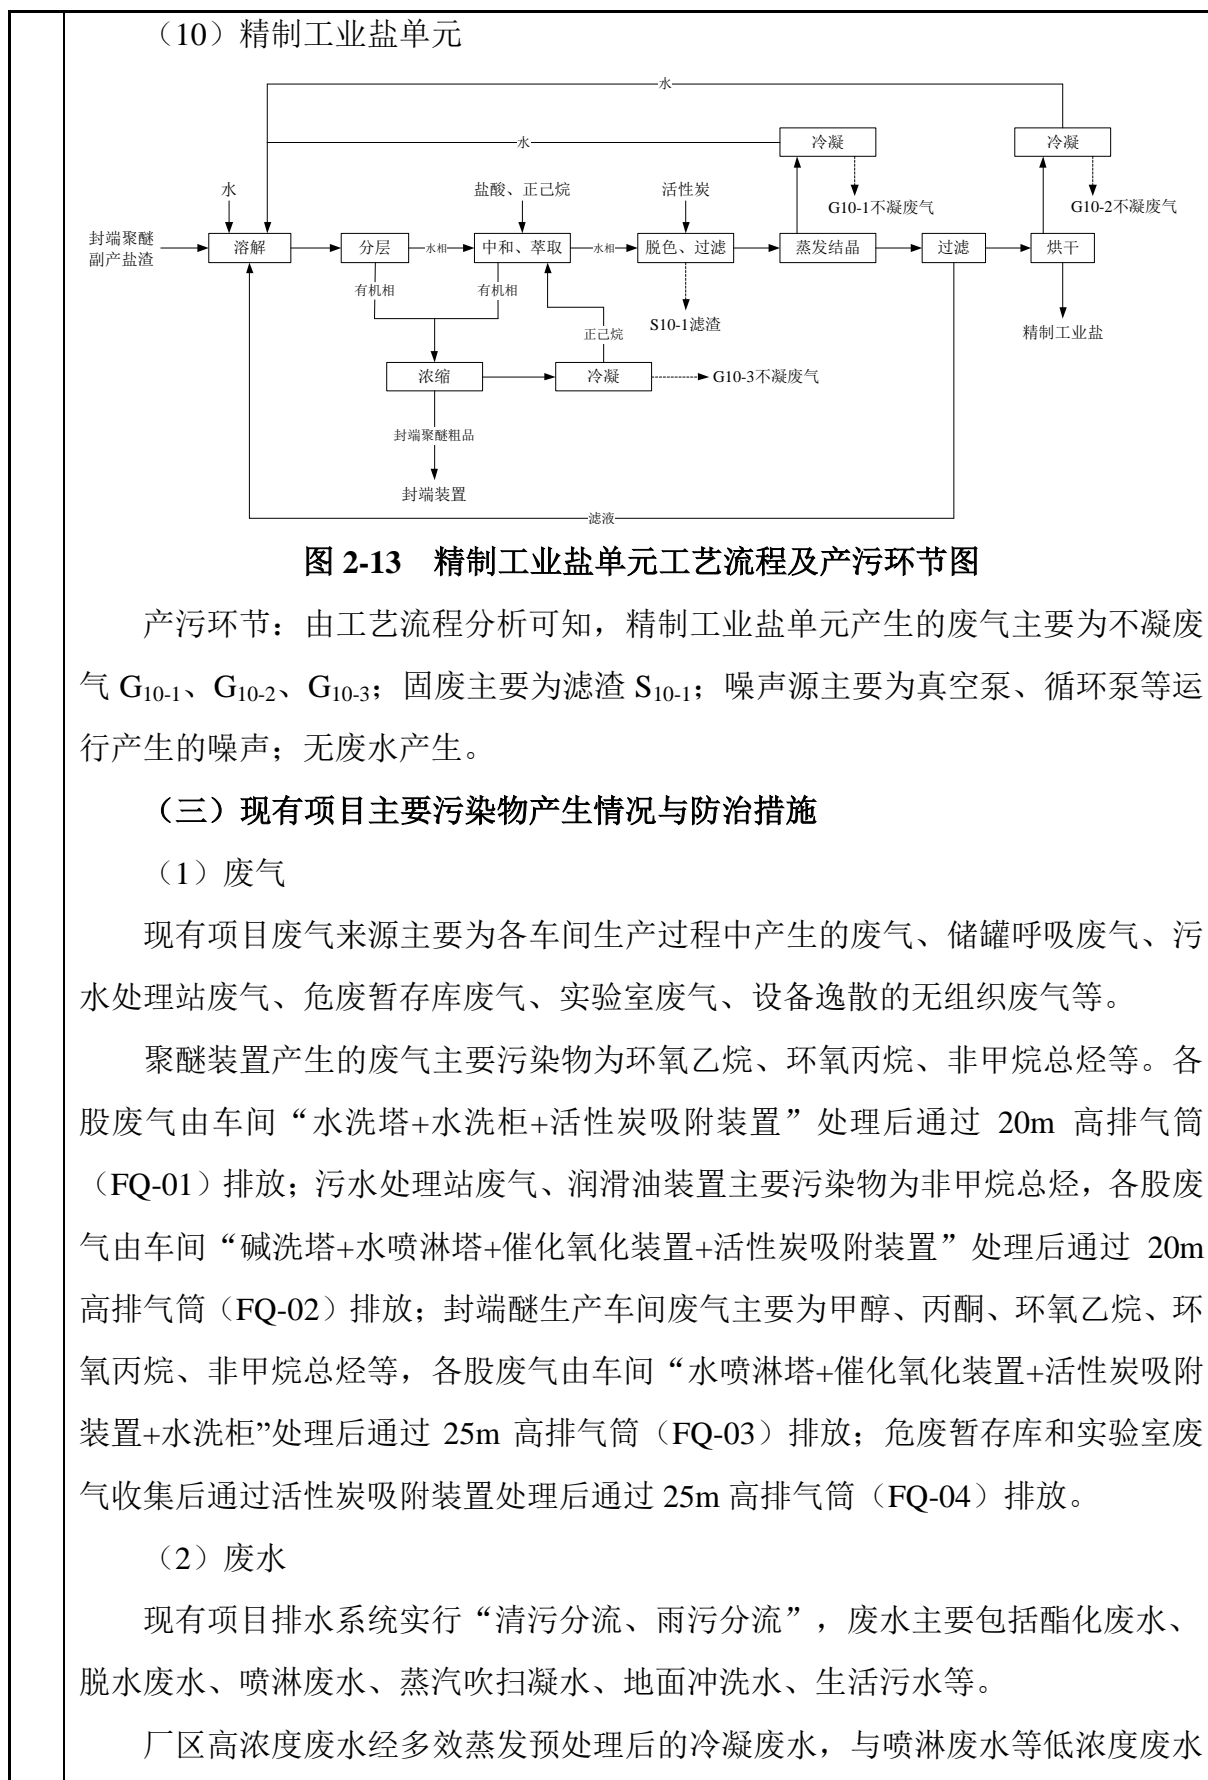 （10）精制工业盐单元
水
水
冷凝
冷凝
水
盐酸、正己烷
活性炭
G10-1不凝废气
G10-2不凝废气
封端聚醚
副产盐渣
溶解
分层
水相
中和、萃取
水相
脱色、过滤
蒸发结晶
过滤
烘干
有机相
有机相
正己烷
S10-1滤渣
精制工业盐
浓缩
冷凝
G10-3不凝废气
封端聚醚粗品
封端装置
滤液
图 2-13　精制工业盐单元工艺流程及产污环节图
产污环节：由工艺流程分析可知，精制工业盐单元产生的废气主要为不凝废
气 G10-1、G10-2、G10-3；固废主要为滤渣 S10-1；噪声源主要为真空泵、循环泵等运
行产生的噪声；无废水产生。
（三）现有项目主要污染物产生情况与防治措施
（1）废气
现有项目废气来源主要为各车间生产过程中产生的废气、储罐呼吸废气、污
水处理站废气、危废暂存库废气、实验室废气、设备逸散的无组织废气等。
聚醚装置产生的废气主要污染物为环氧乙烷、环氧丙烷、非甲烷总烃等。各
股废气由车间“水洗塔+水洗柜+活性炭吸附装置”处理后通过 20m 高排气筒
（FQ-01）排放；污水处理站废气、润滑油装置主要污染物为非甲烷总烃，各股废
气由车间“碱洗塔+水喷淋塔+催化氧化装置+活性炭吸附装置”处理后通过 20m
高排气筒（FQ-02）排放；封端醚生产车间废气主要为甲醇、丙酮、环氧乙烷、环
氧丙烷、非甲烷总烃等，各股废气由车间“水喷淋塔+催化氧化装置+活性炭吸附
装置+水洗柜”处理后通过 25m 高排气筒（FQ-03）排放；危废暂存库和实验室废
气收集后通过活性炭吸附装置处理后通过 25m 高排气筒（FQ-04）排放。
（2）废水
现有项目排水系统实行“清污分流、雨污分流”，废水主要包括酯化废水、
脱水废水、喷淋废水、蒸汽吹扫凝水、地面冲洗水、生活污水等。
厂区高浓度废水经多效蒸发预处理后的冷凝废水，与喷淋废水等低浓度废水